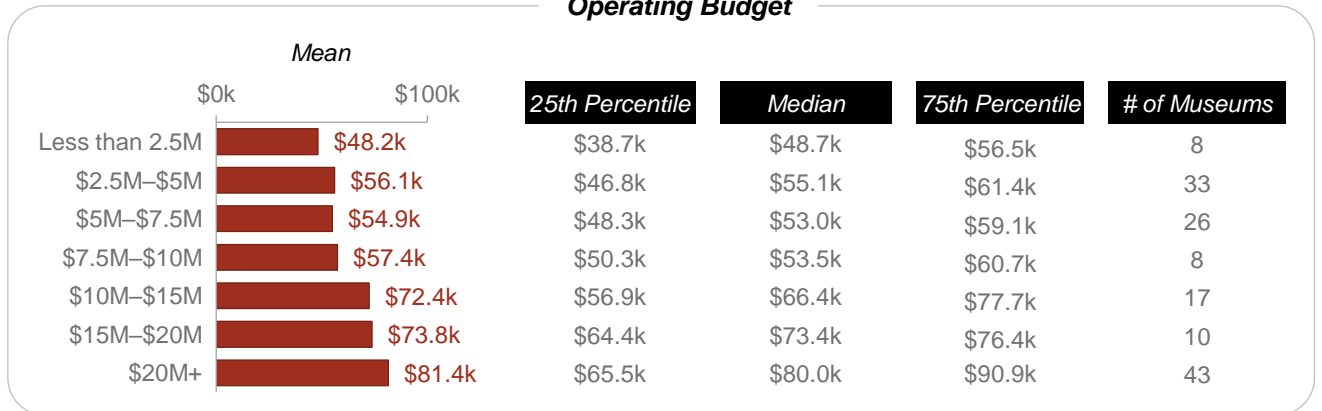 Operating Budget
Mean
$0k $100k 25th Percentile Median 75th Percentile # of Museums
Less than 2.5M $48.2k $38.7k $48.7k $56.5k 8
$2.5M–$5M $56.1k $46.8k $55.1k $61.4k 33
$5M–$7.5M $54.9k $48.3k $53.0k $59.1k 26
$7.5M–$10M $57.4k $50.3k $53.5k $60.7k 8
$10M–$15M $72.4k $56.9k $66.4k $77.7k 17
$15M–$20M $73.8k $64.4k $73.4k $76.4k 10
$20M+ $81.4k $65.5k $80.0k $90.9k 43